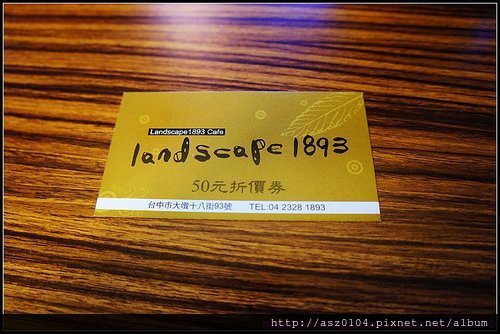 Landscape1893 Cafe
landscape 1893
50元折價券
台中市大墩十八街93號 TEL:04 2328 1893
http://asz0104.pixnet.net/album